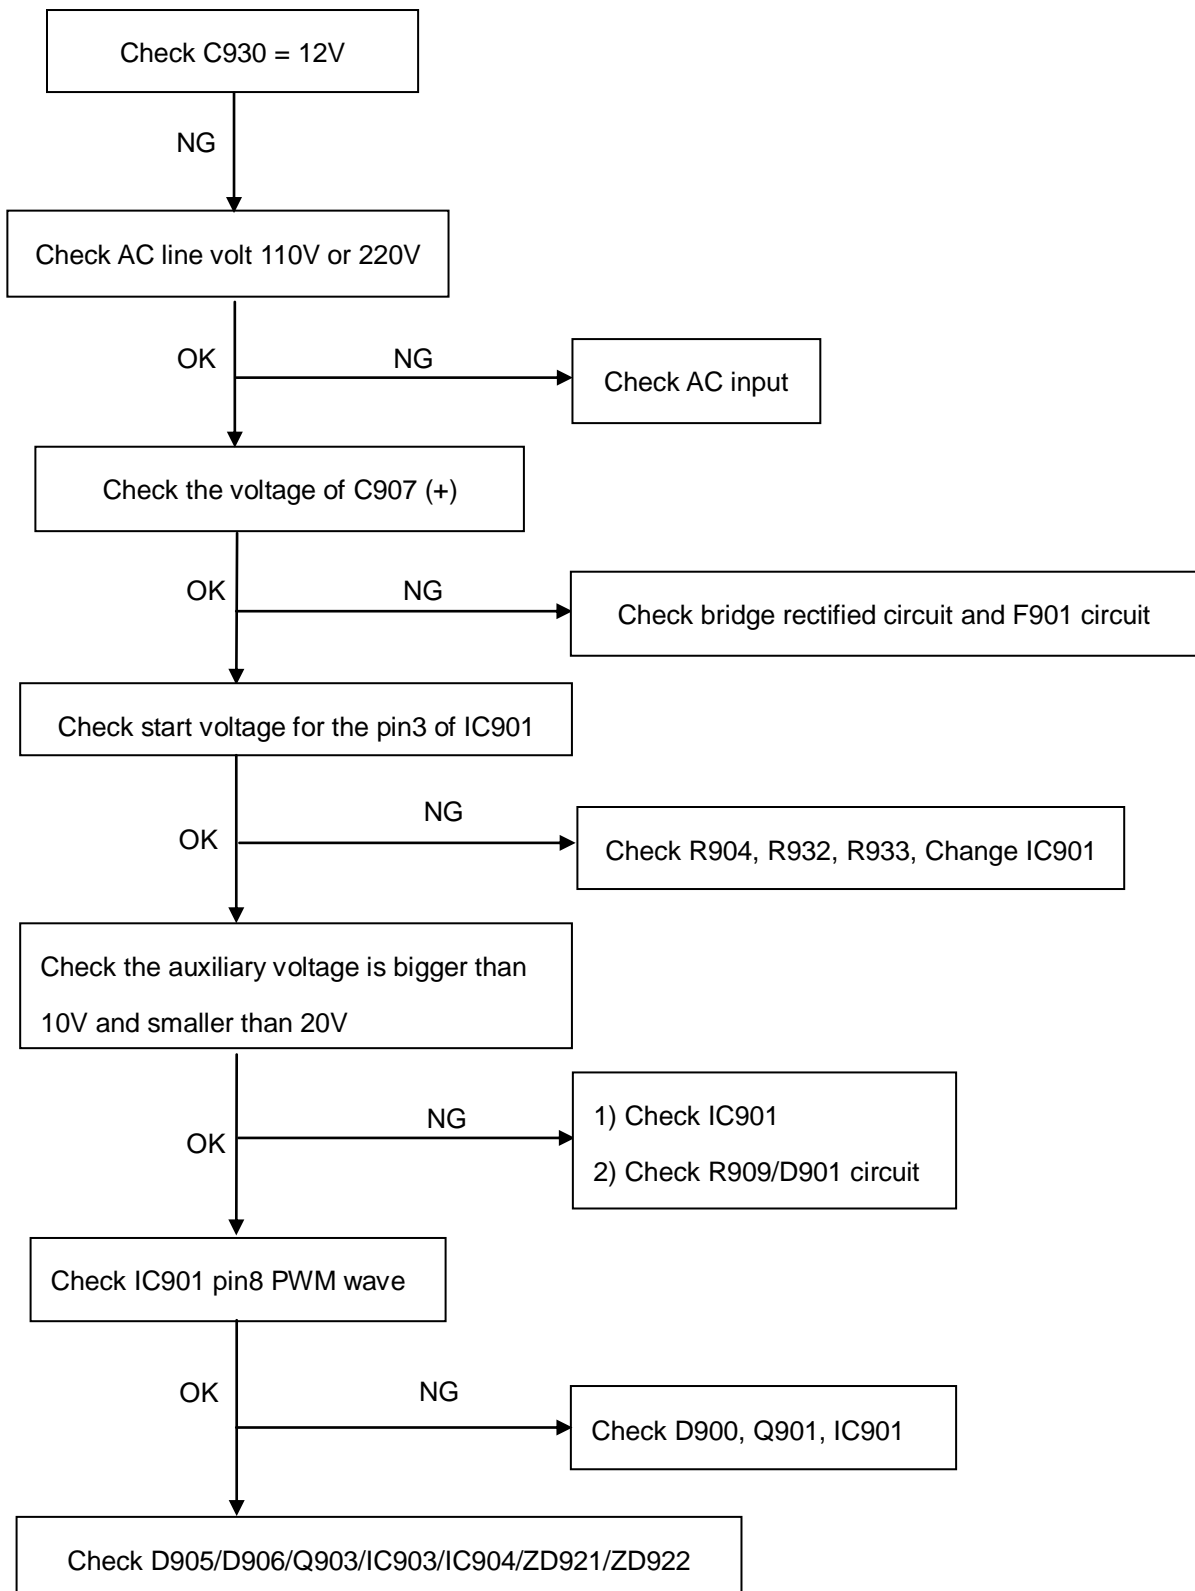 Check C930 = 12V
NG
Check AC line volt 110V or 220V
OK
NG
Check AC input
Check the voltage of C907 (+)
OK
NG
Check bridge rectified circuit and F901 circuit
Check start voltage for the pin3 of IC901
NG
OK
Check R904, R932, R933, Change IC901
Check the auxiliary voltage is bigger than
10V and smaller than 20V
NG
OK
1) Check IC901
2) Check R909/D901 circuit
Check IC901 pin8 PWM wave
OK
NG
Check D900, Q901, IC901
Check D905/D906/Q903/IC903/IC904/ZD921/ZD922